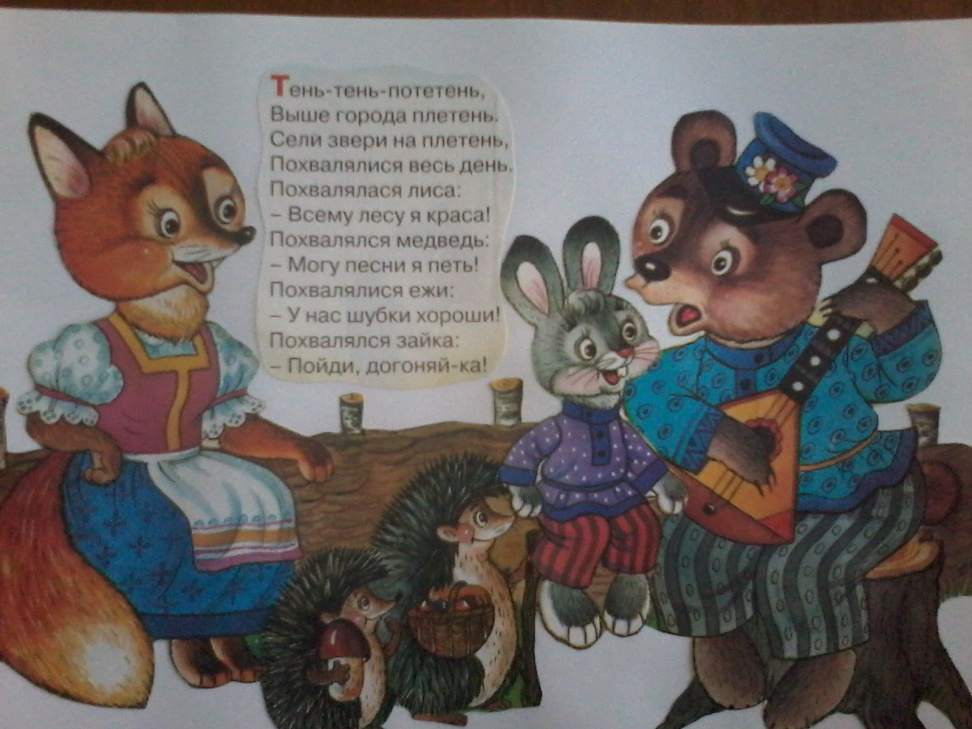 Тень-тень-потетень,
Выше города плетень.
Сели звери на плетень,
Похвалялися весь день.
Похвалялася лиса:
– Всему лесу я краса!
Похвалялся медведь:
– Могу песни я петь!
Похвалялися ежи:
– У нас шубки хороши!
Похвалялся зайка:
– Пойди, догоняй-ка!